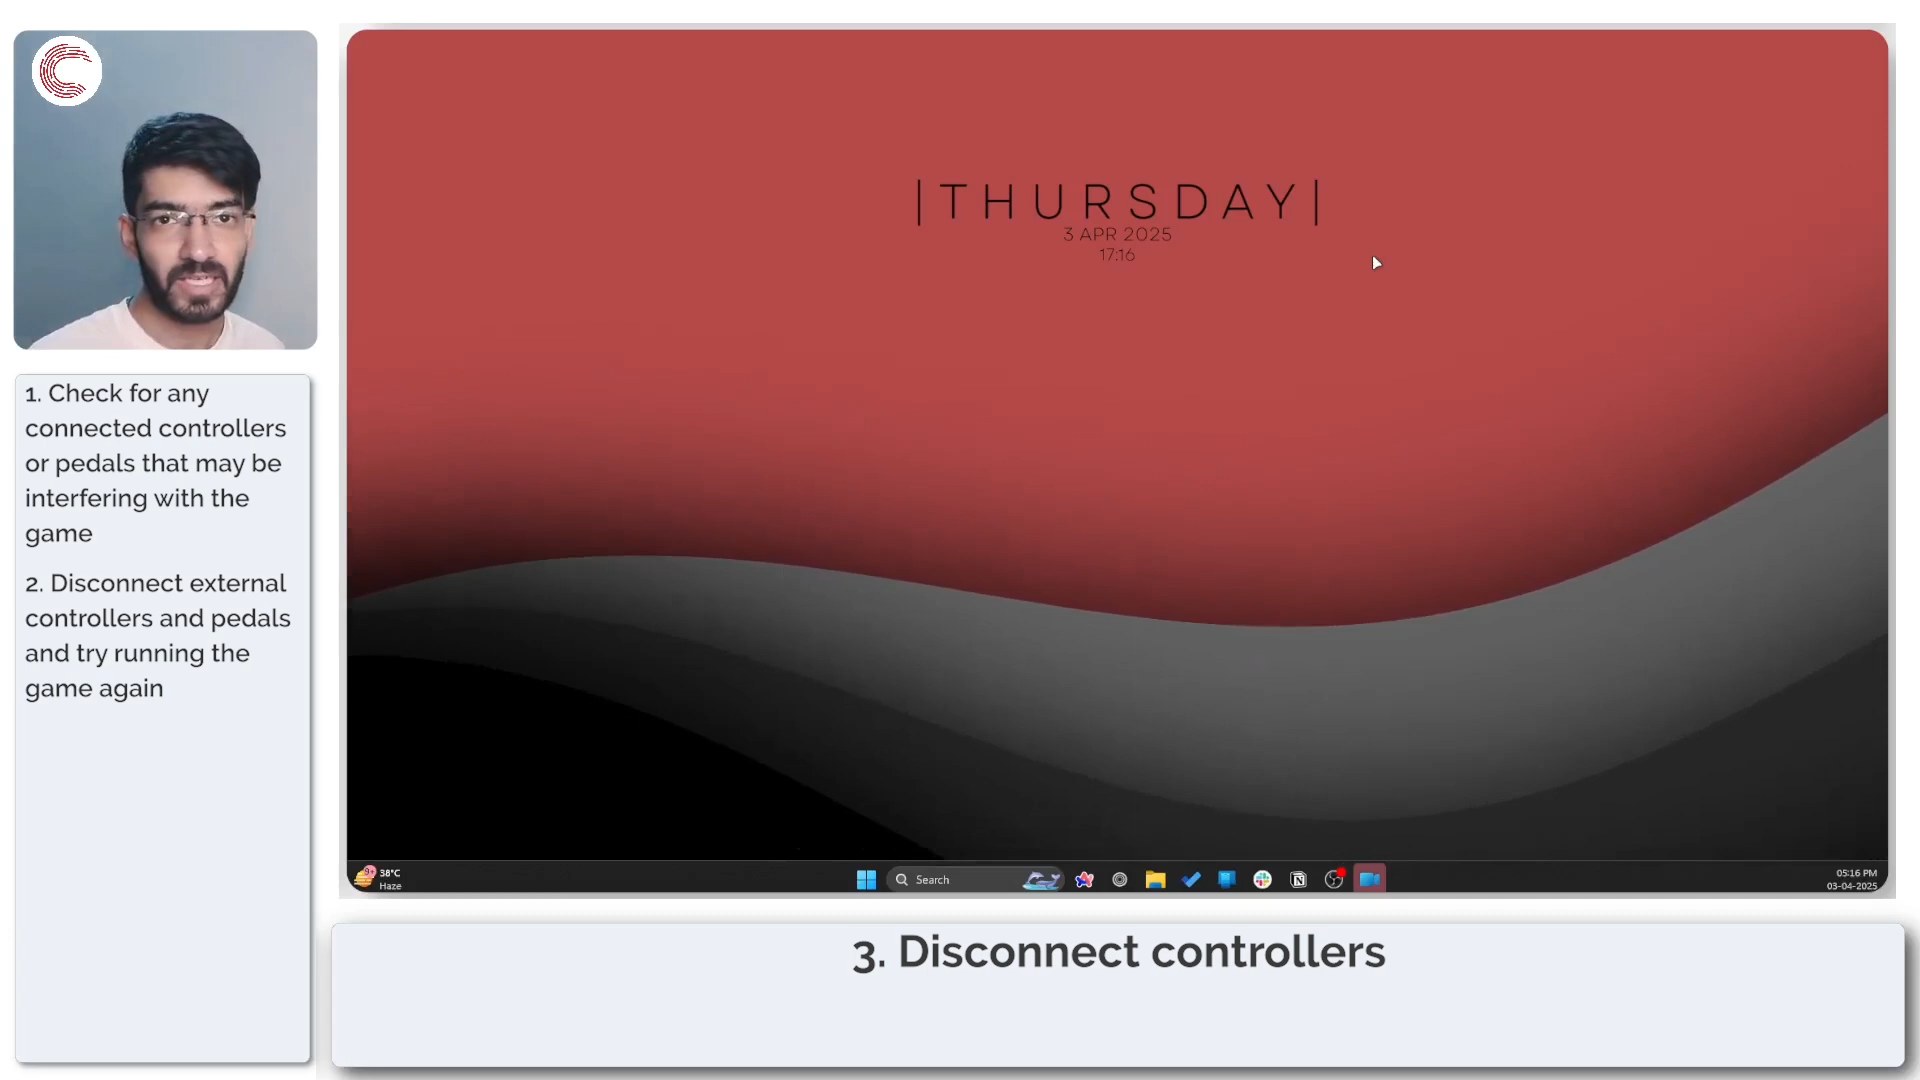 1. Check for any
connected controllers
or pedals that may be
interfering with the
game
2. Disconnect external
controllers and pedals
and try running the
game again
|THURSDAY|
3 APR 2025
17:16
9+
38°C
Haze
Search
05:16 PM
03-04-2025
3. Disconnect controllers